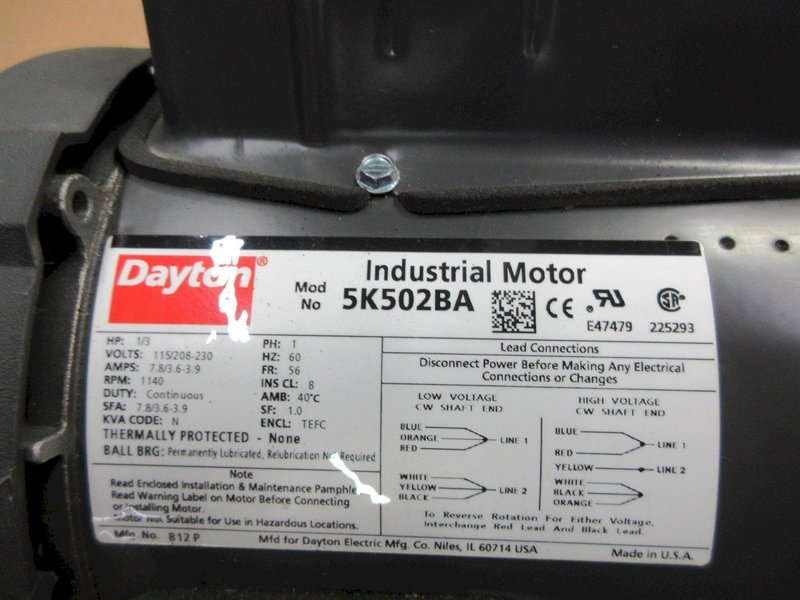 Dayton®
Industrial Motor
Mod No 5K502BA
CE
UR
E47479
SA
225293
HP: 1/3
VOLTS: 115/208-230
AMPS: 7.8/3.6-3.9
RPM: 1140
DUTY: Continuous
SFA: 7.8/3.6-3.9
KVA CODE: N
PH: 1
HZ: 60
FR: 56
INS CL: B
AMB: 40°C
SF: 1.0
ENCL: TEFC
THERMALLY PROTECTED - None
BALL BRG: Permanently Lubricated, Relubrication Not Required
Note
Read Enclosed Installation & Maintenance Pamphle
Read Warning Label on Motor Before Connecting
or Installing Motor.
Motor Not Suitable for Use in Hazardous Locations.
Lead Connections
Disconnect Power Before Making Any Electrical
Connections or Changes
LOW VOLTAGE
CW SHAFT END
BLUE
ORANGE
RED
LINE 1
WHITE
YELLOW
BLACK
LINE 2
HIGH VOLTAGE
CW SHAFT END
BLUE
RED
LINE 1
YELLOW
LINE 2
WHITE
BLACK
ORANGE
To Reverse Rotation For Either Voltage,
Interchange Red Lead And Black Lead.
Mfg No. B12 P
Mfd for Dayton Electric Mfg. Co. Niles, IL 60714 USA
Made in U.S.A.